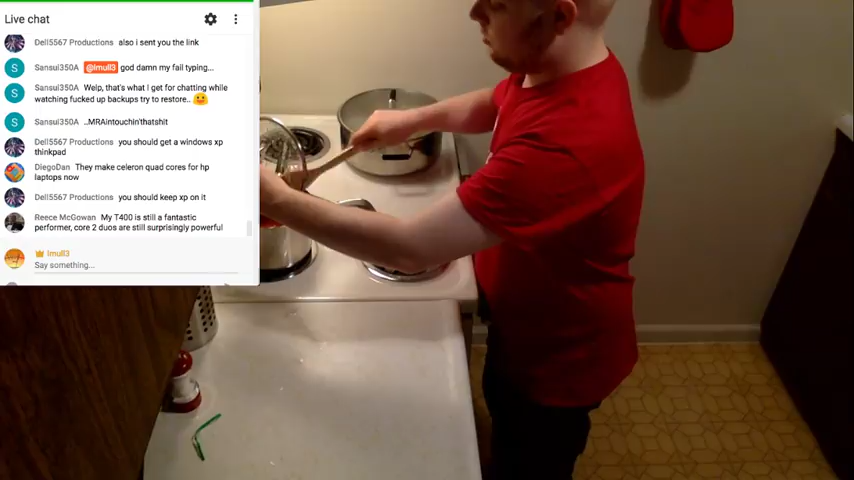 Live chat
Dell5567 Productions also i sent you the link
Sansui350A @lmull3 god damn my fail typing...
Sansui350A Welp, that's what I get for chatting while
watching fucked up backups try to restore..
Sansui350A ..MRAintouchin'thatshit
Dell5567 Productions you should get a windows xp
thinkpad
DiegoDan They make celeron quad cores for hp
laptops now
Dell5567 Productions you should keep xp on it
Reece McGowan My T400 is still a fantastic
performer, core 2 duos are still surprisingly powerful
lmull3
Say something...